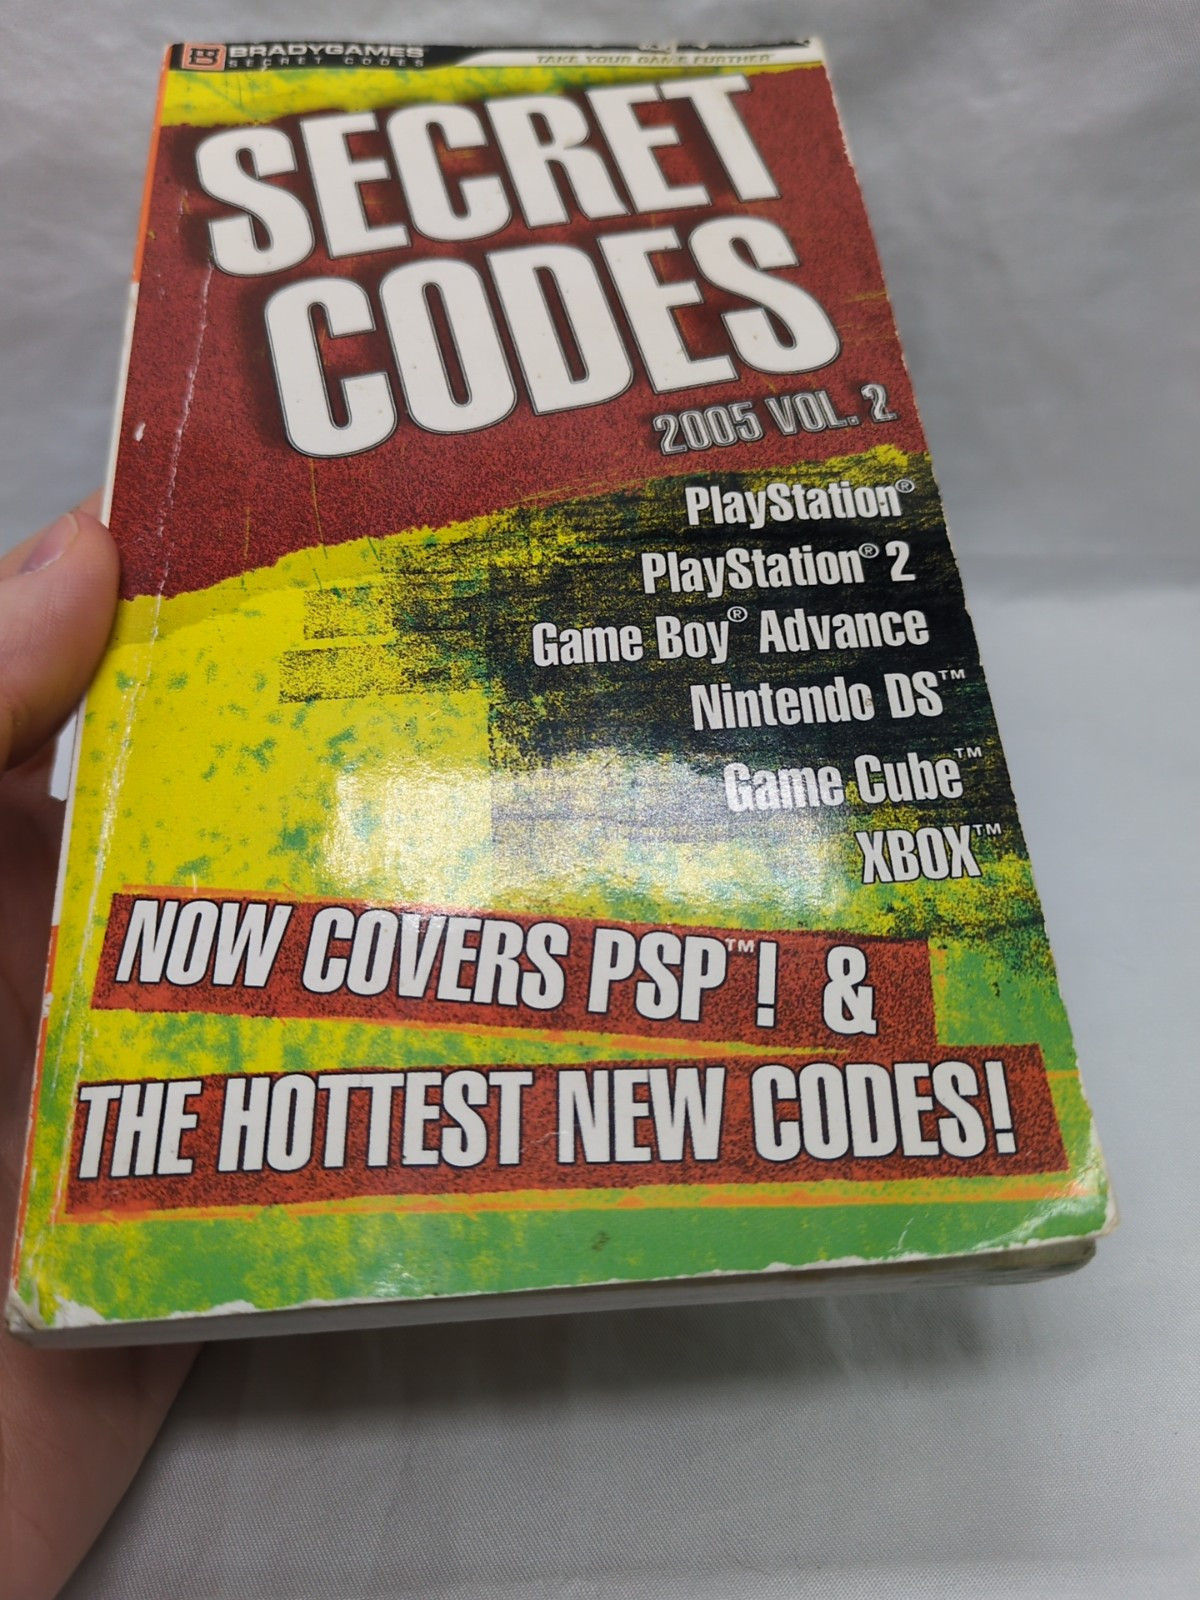 BRADYGAMES
SECRET CODES
TAKE YOUR GAME FURTHER
SECRET
CODES
2005 VOL. 2
PlayStation®
PlayStation® 2
Game Boy® Advance
Nintendo DS™
Game Cube™
XBOX™
NOW COVERS PSP™! &
THE HOTTEST NEW CODES!